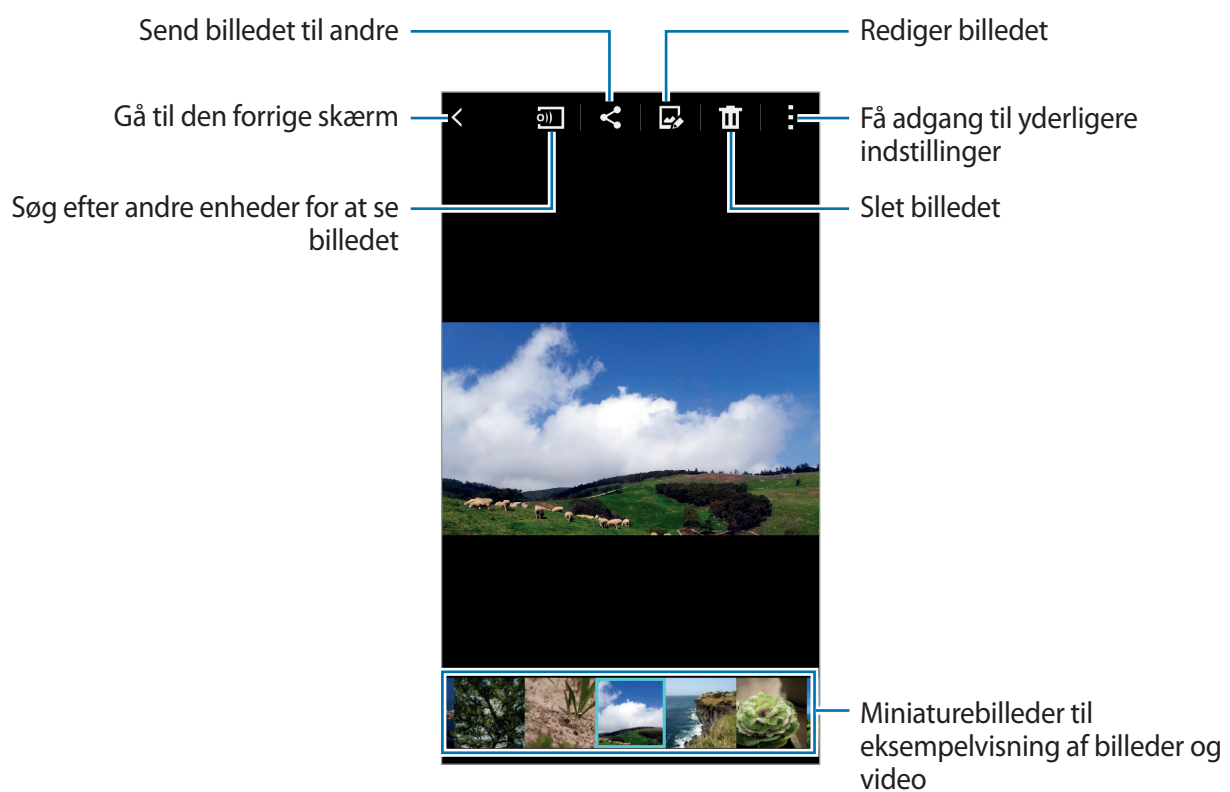 Send billedet til andre
Rediger billedet
Gå til den forrige skærm
Få adgang til yderligere
indstillinger
Søg efter andre enheder for at se
billedet
Slet billedet
Miniaturebilleder til
eksempelvisning af billeder og
video